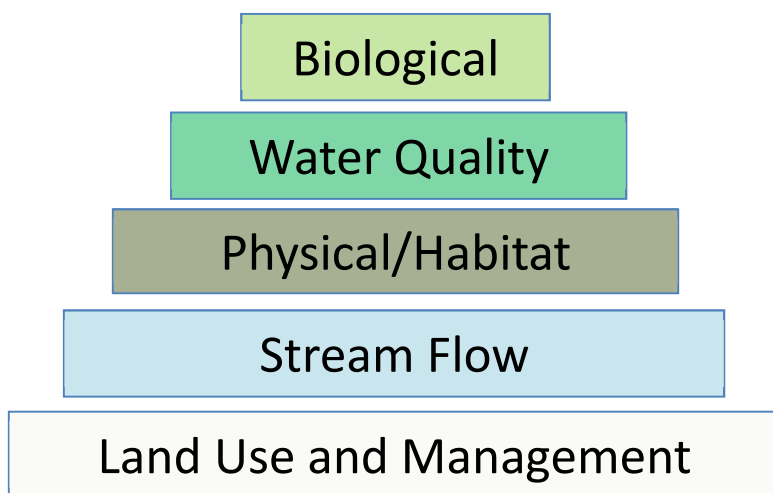 Biological
Water Quality
Physical/Habitat
Stream Flow
Land Use and Management